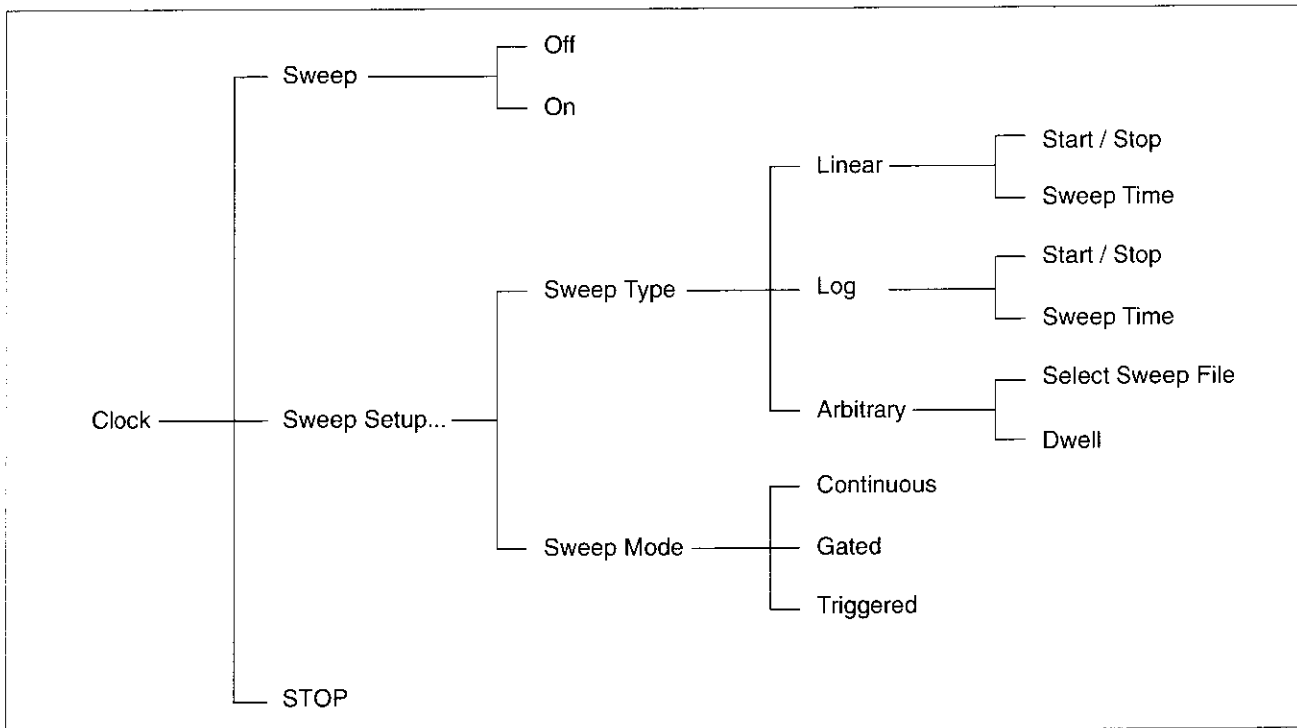 Off
Sweep
On
Start / Stop
Linear
Sweep Time
Start / Stop
Sweep Type
Log
Sweep Time
Select Sweep File
Arbitrary
Clock
Sweep Setup...
Dwell
Continuous
Sweep Mode
Gated
Triggered
STOP